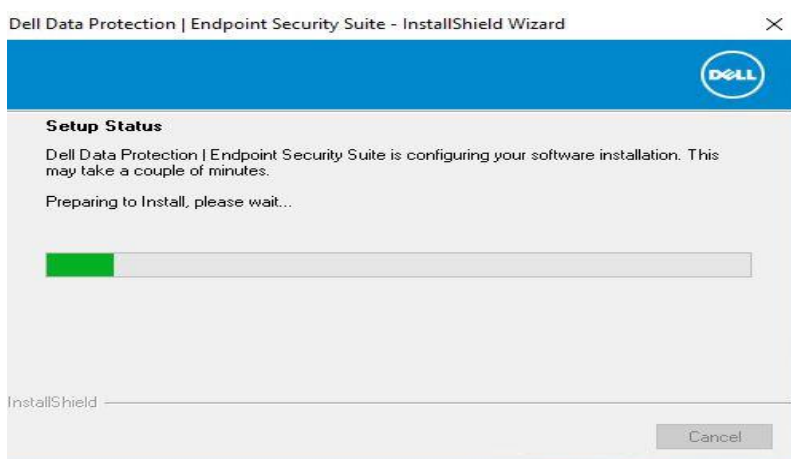 Dell Data Protection | Endpoint Security Suite - InstallShield Wizard
DELL
Setup Status
Dell Data Protection | Endpoint Security Suite is configuring your software installation. This
may take a couple of minutes.
Preparing to Install, please wait...
InstallShield
Cancel